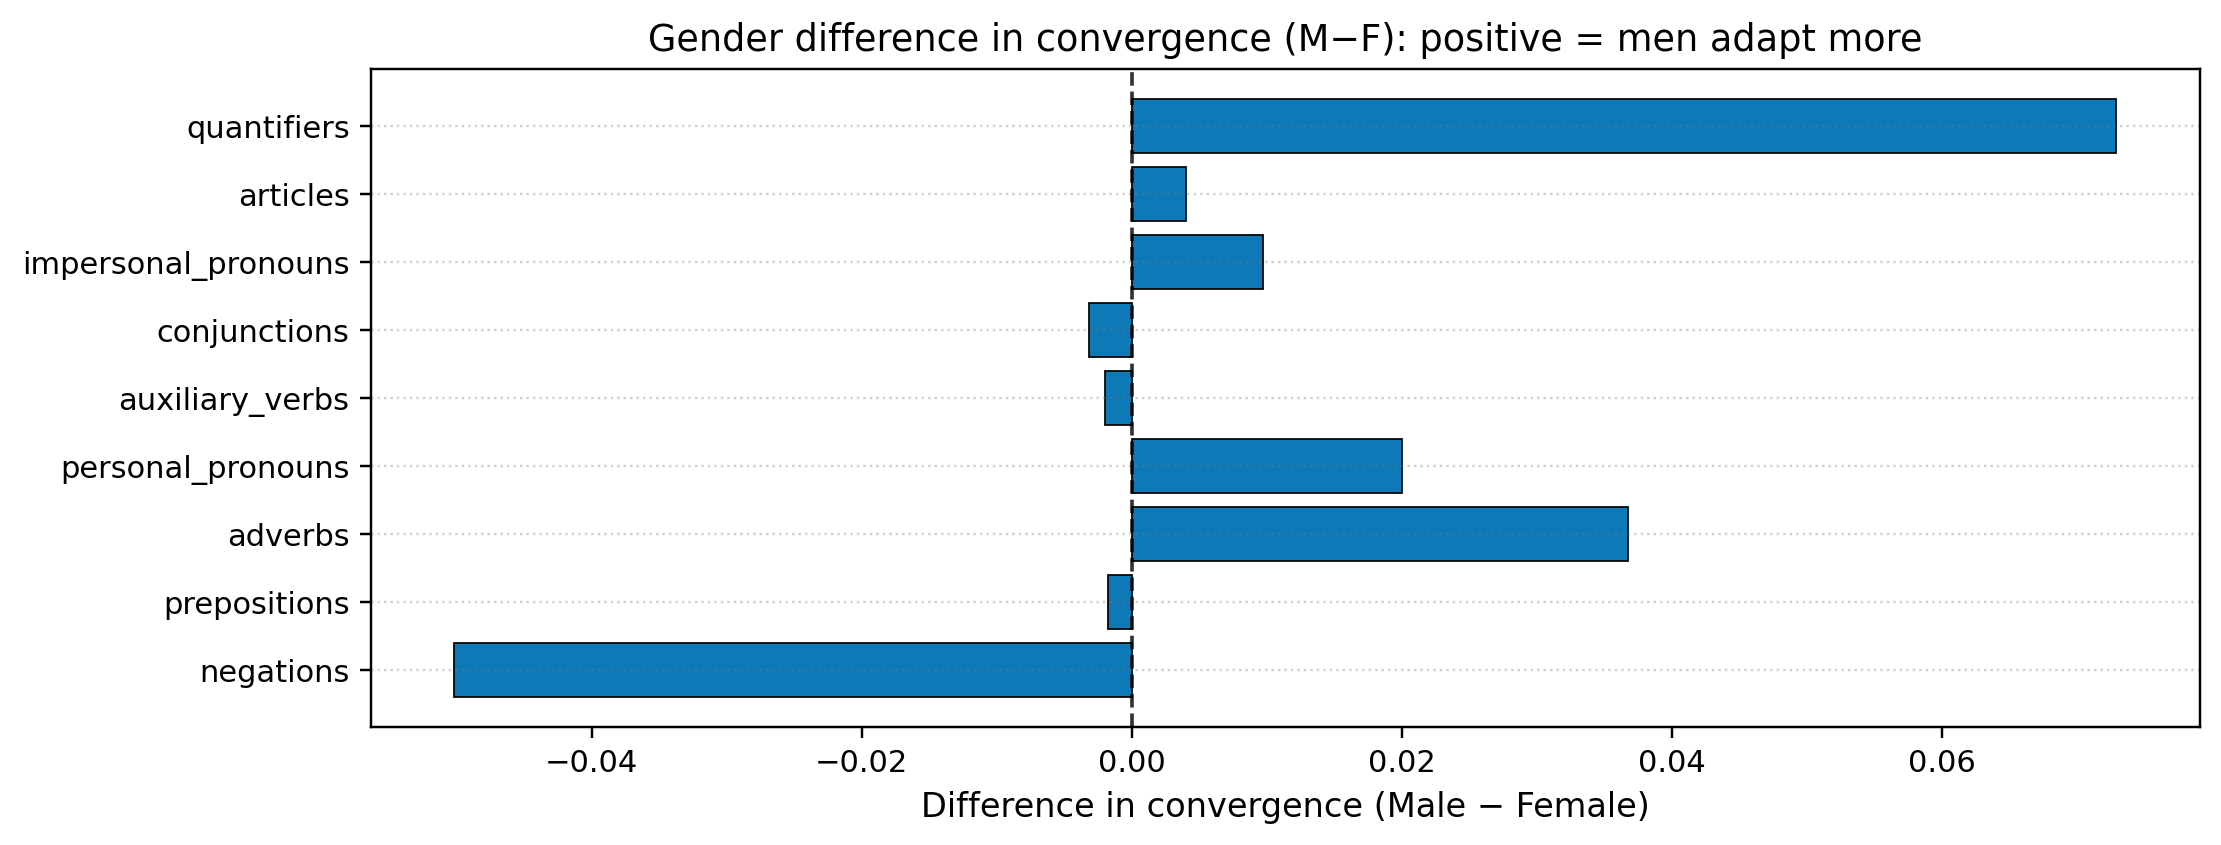 Gender difference in convergence (M−F): positive = men adapt more
quantifiers
articles
impersonal_pronouns
conjunctions
auxiliary_verbs
personal_pronouns
adverbs
prepositions
negations
−0.04 −0.02 0.00 0.02 0.04 0.06
Difference in convergence (Male − Female)